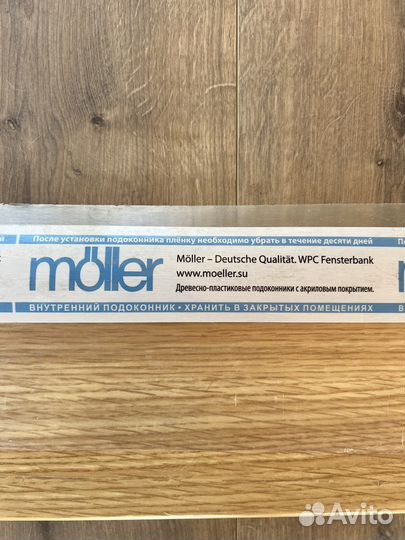 После установки подоконника плёнку необходимо убрать в течение десяти дней
möller
Möller – Deutsche Qualität. WPC Fensterbank
www.moeller.su
Древесно-пластиковые подоконники с акриловым покрытием.
ВНУТРЕННИЙ ПОДОКОННИК • ХРАНИТЬ В ЗАКРЫТЫХ ПОМЕЩЕНИЯХ
Avito